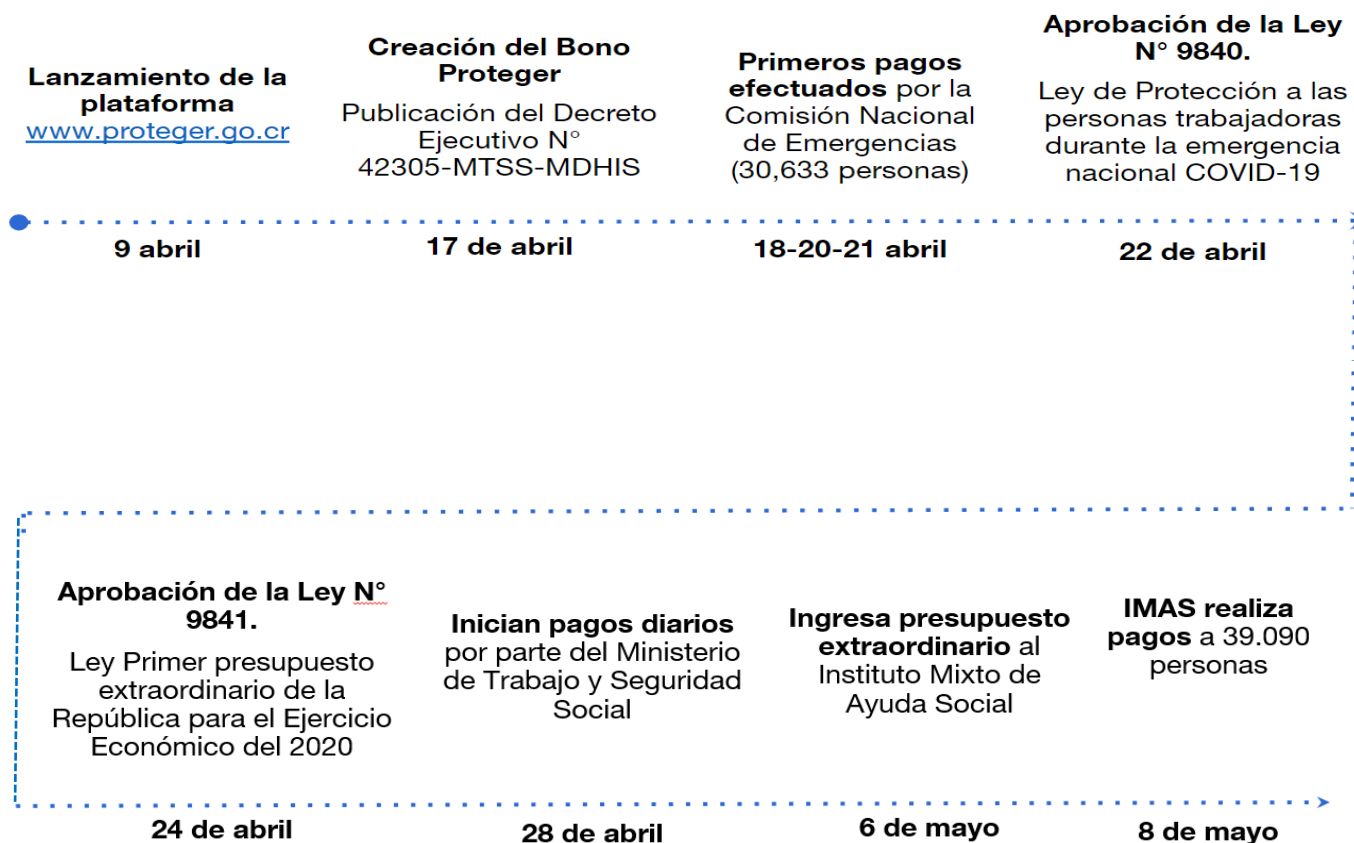 Lanzamiento de la
plataforma
www.proteger.go.cr
9 abril
Creación del Bono
Proteger
Publicación del Decreto
Ejecutivo N°
42305-MTSS-MDHIS
17 de abril
Primeros pagos
efectuados por la
Comisión Nacional
de Emergencias
(30,633 personas)
18-20-21 abril
Aprobación de la Ley
N° 9840.
Ley de Protección a las
personas trabajadoras
durante la emergencia
nacional COVID-19
22 de abril
Aprobación de la Ley N°
9841.
Ley Primer presupuesto
extraordinario de la
República para el Ejercicio
Económico del 2020
24 de abril
Inician pagos diarios
por parte del Ministerio
de Trabajo y Seguridad
Social
28 de abril
Ingresa presupuesto
extraordinario al
Instituto Mixto de
Ayuda Social
6 de mayo
IMAS realiza
pagos a 39.090
personas
8 de mayo